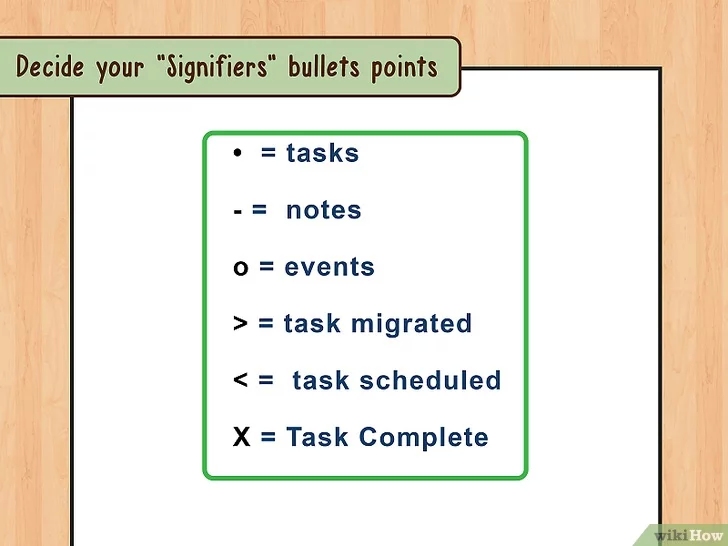 Decide your "Signifiers" bullets points
• = tasks
- = notes
o = events
> = task migrated
< = task scheduled
X = Task Complete
wikiHow